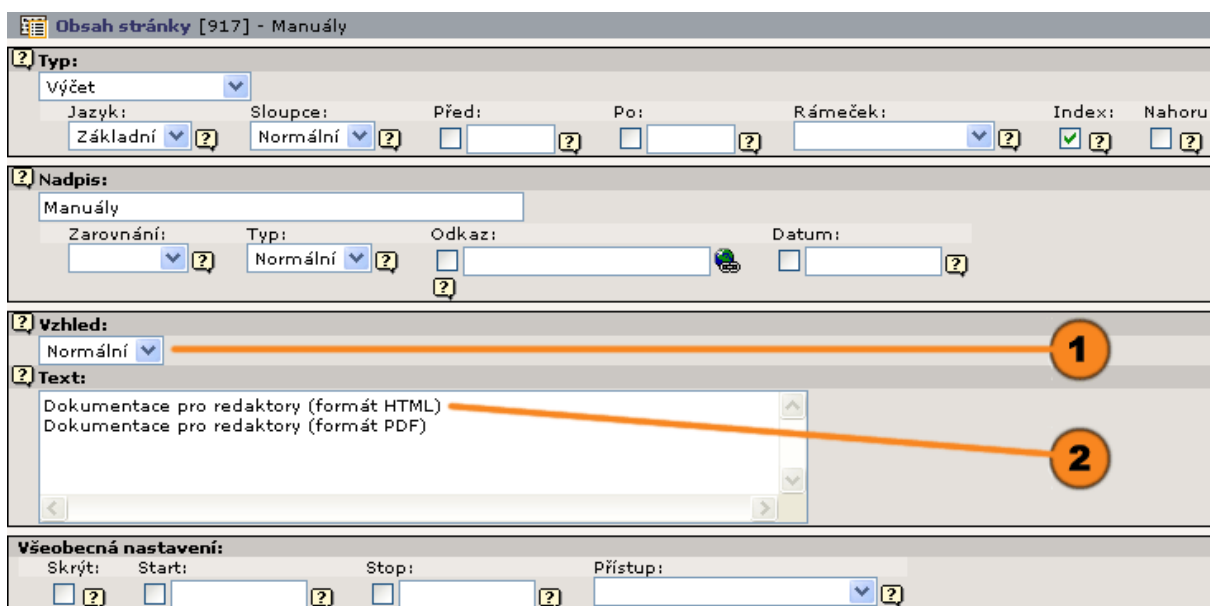 Obsah stránky [917] - Manuály
Typ:
Výčet
Jazyk: Sloupce: Před: Po: Rámeček: Index: Nahoru
Základní Normální
Nadpis:
Manuály
Zarovnání: Typ: Odkaz: Datum:
Normální
Vzhled:
Normální 1
Text:
Dokumentace pro redaktory (formát HTML)
Dokumentace pro redaktory (formát PDF)
2
Všeobecná nastavení:
Skrýt: Start: Stop: Přístup: